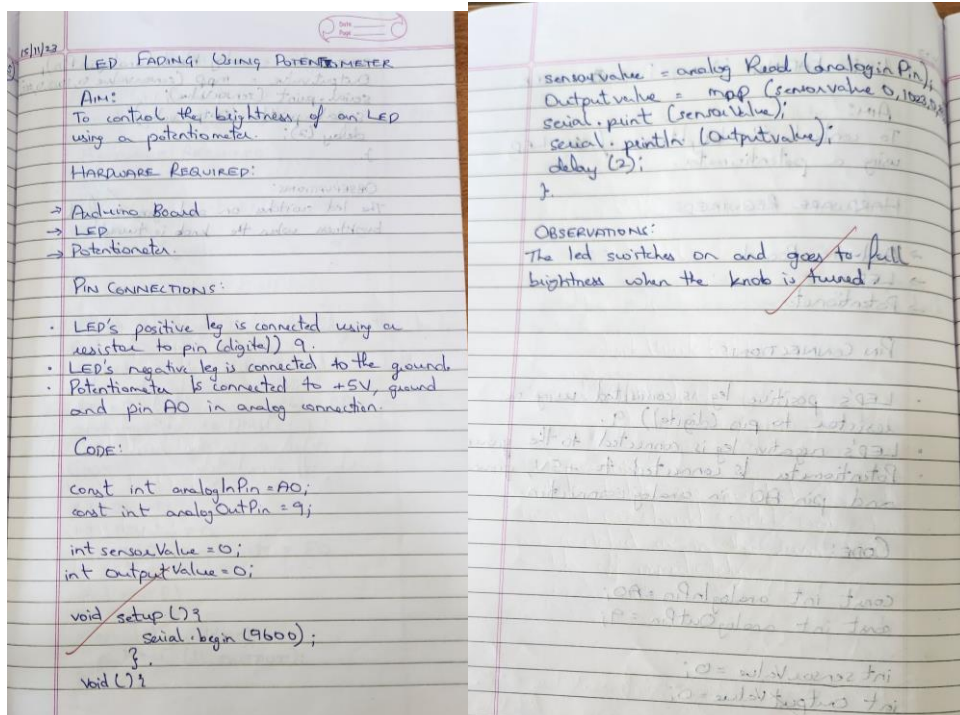 Date
Page
15/11/23
LED FADING USING POTENTIOMETER
AIM:
To control the brightness of an LED
using a potentiometer.
HARDWARE REQUIRED:
→ Arduino Board
→ LED
→ Potentiometer.
PIN CONNECTIONS:
· LED's positive leg is connected using a
resistor to pin (digital)) 9.
· LED's negative leg is connected to the ground.
· Potentiometer is connected to +5V, ground
and pin A0 in analog connection.
CODE:
const int analogInPin = A0;
const int analogOutPin = 9;
int sensorValue = 0;
int outputValue = 0;
void setup () {
serial.begin (9600);
}.
void () {
sensorvalue = analog Read (analoginPin);
Outputvalue = map (sensorvalue 0, 1023, 0,
serial.print (sensorValue);
serial.println (Outputvalue);
delay (2);
}.
OBSERVATIONS:
The led switches on and goes to full
brightness when the knob is turned.